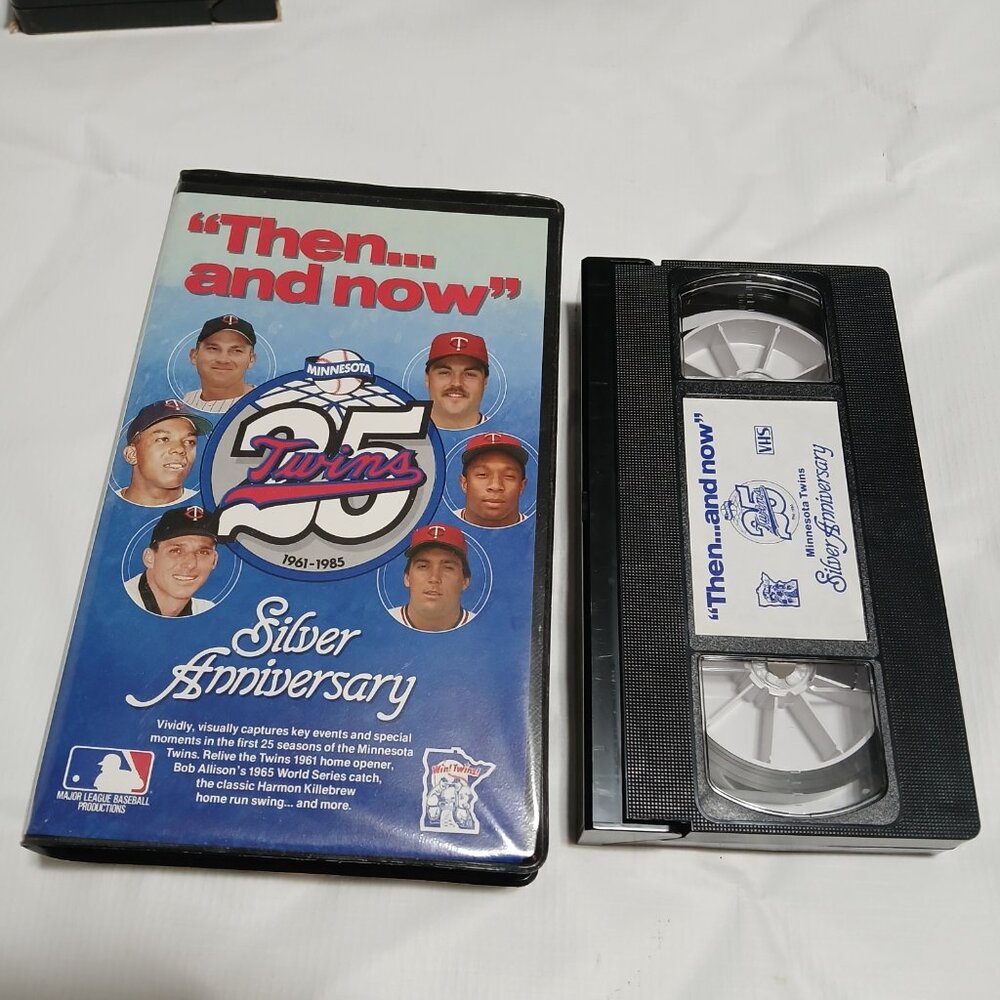 "Then...
and now"
MINNESOTA
25
Twins
1961-1985
Silver
Anniversary
Vividly, visually captures key events and special
moments in the first 25 seasons of the Minnesota
Twins. Relive the Twins 1961 home opener,
Bob Allison's 1965 World Series catch,
the classic Harmon Killebrew
home run swing... and more.
MAJOR LEAGUE BASEBALL
PRODUCTIONS
Win! Twins!
"Then...and now"
25
Twins
VHS
Minnesota Twins
Silver Anniversary